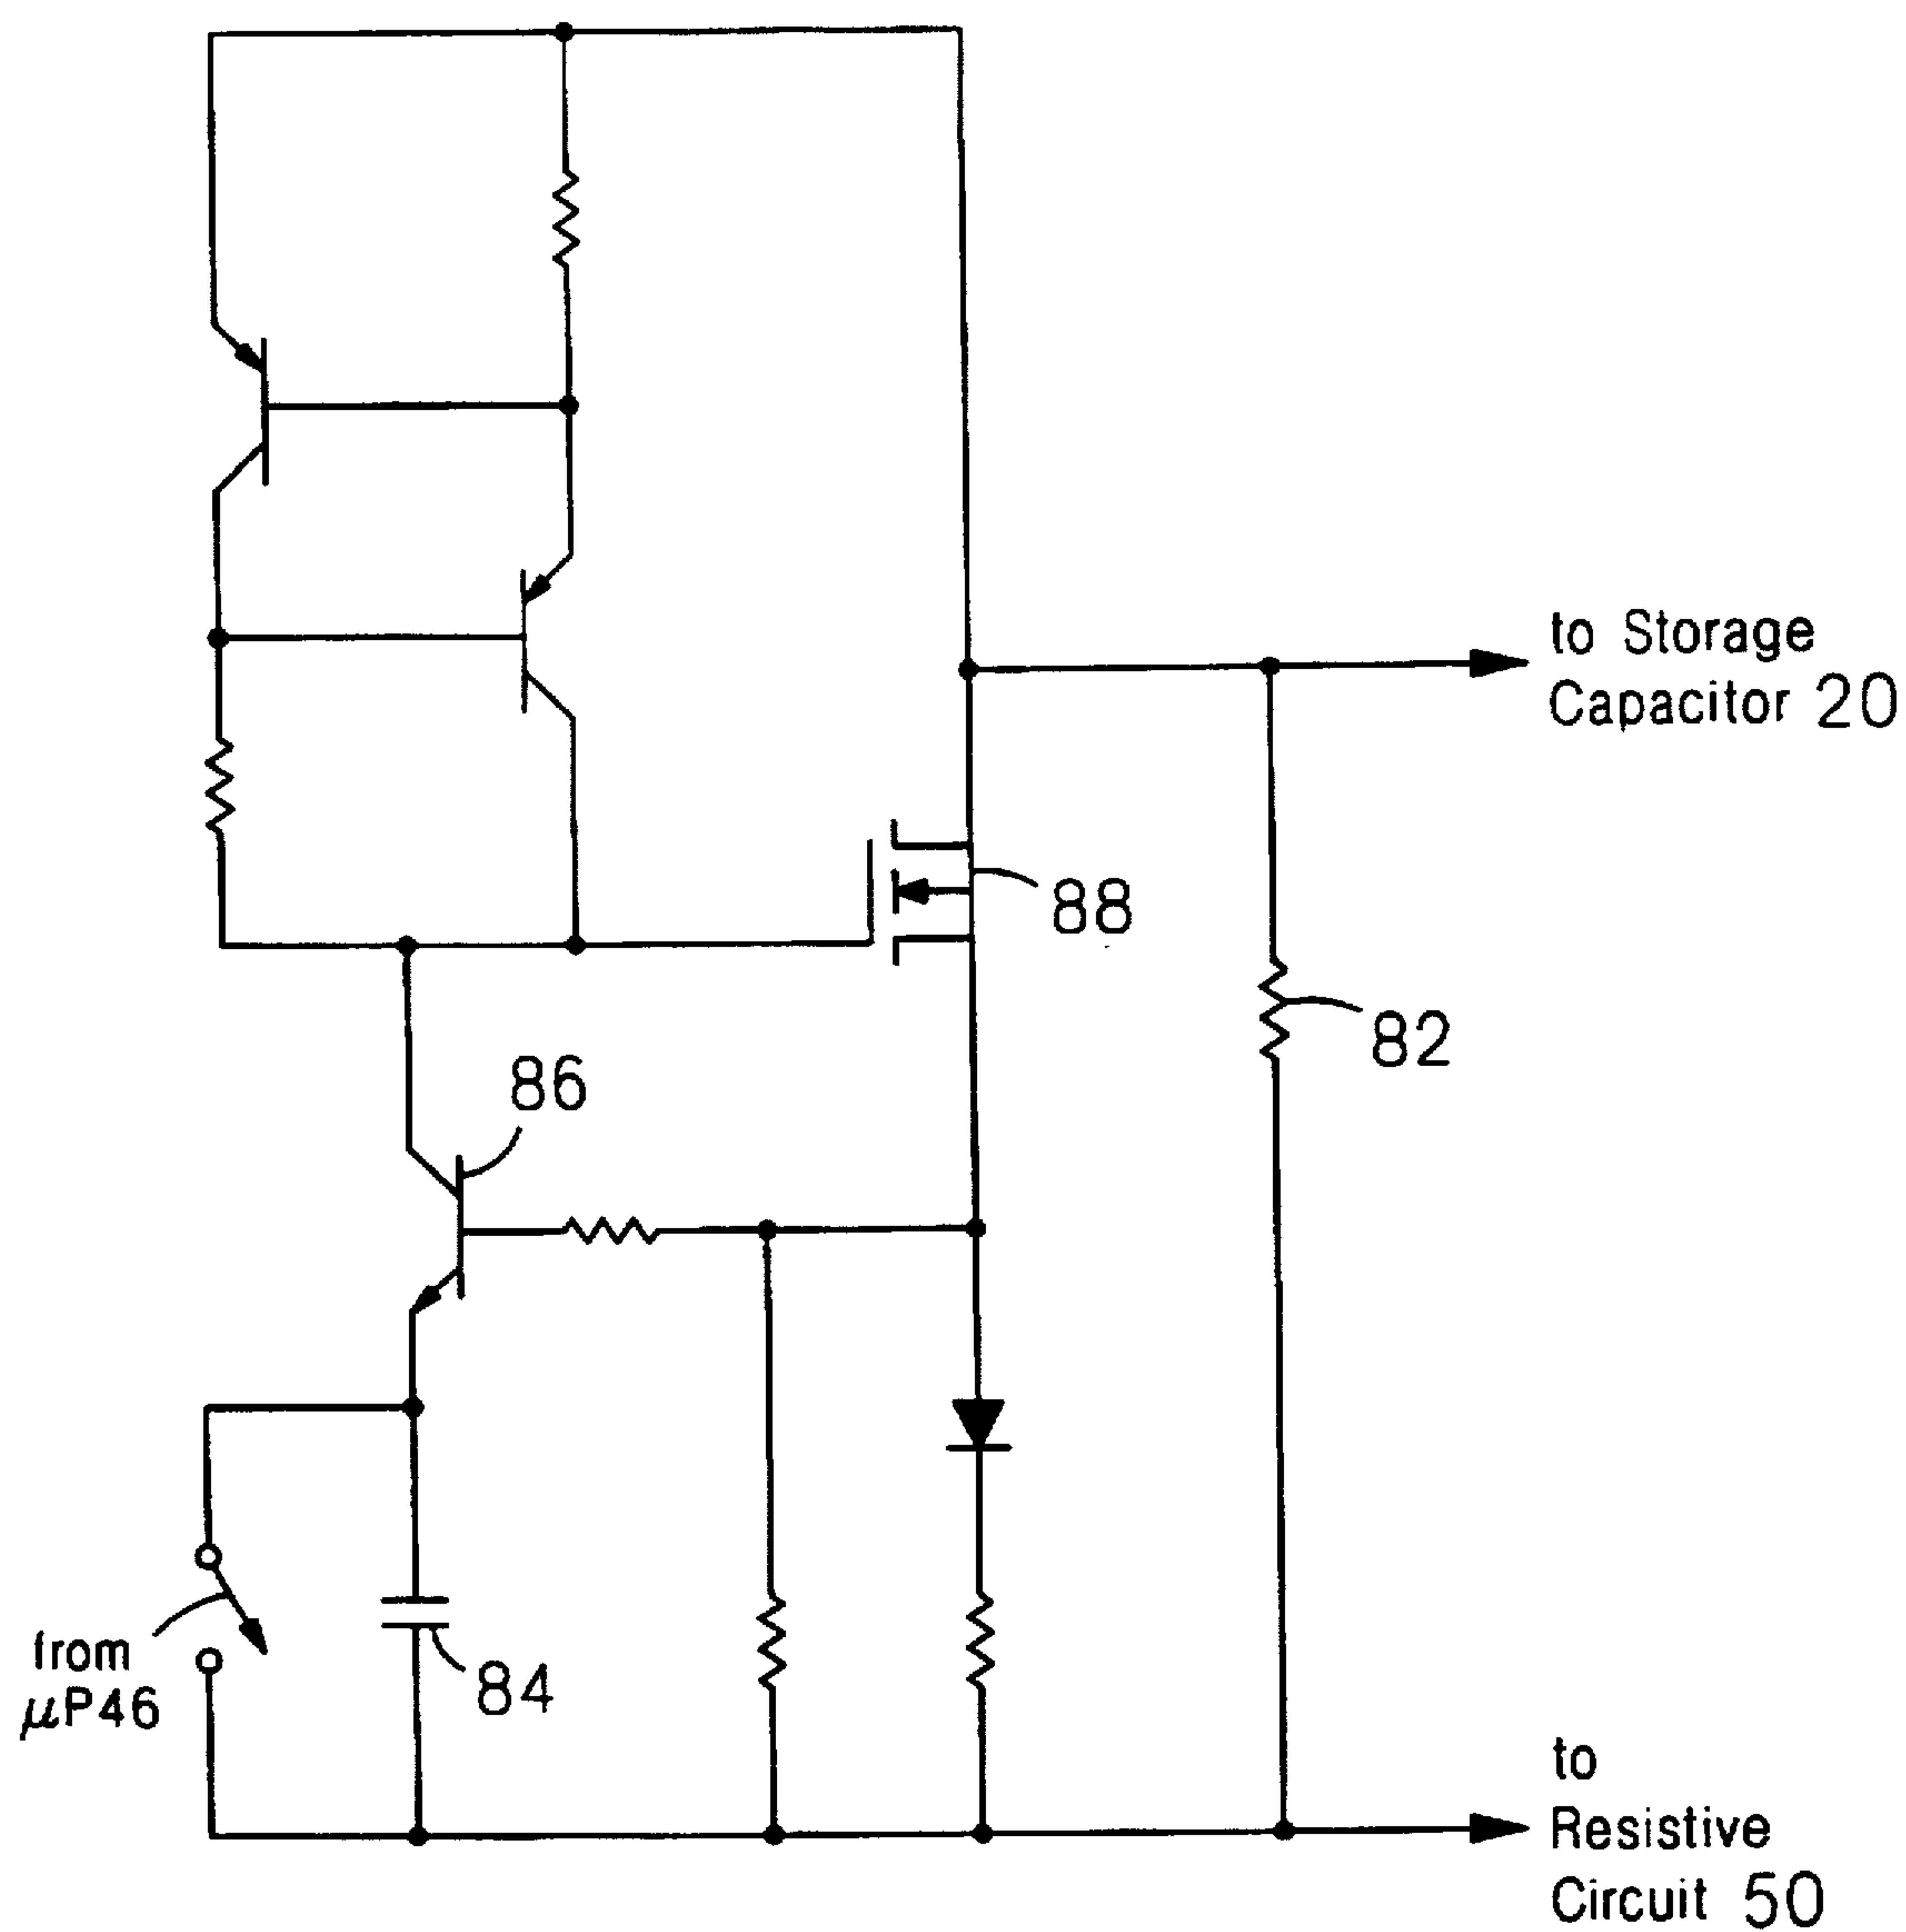 to Storage
Capacitor 20
88
82
86
from
μP46
84
to
Resistive
Circuit 50